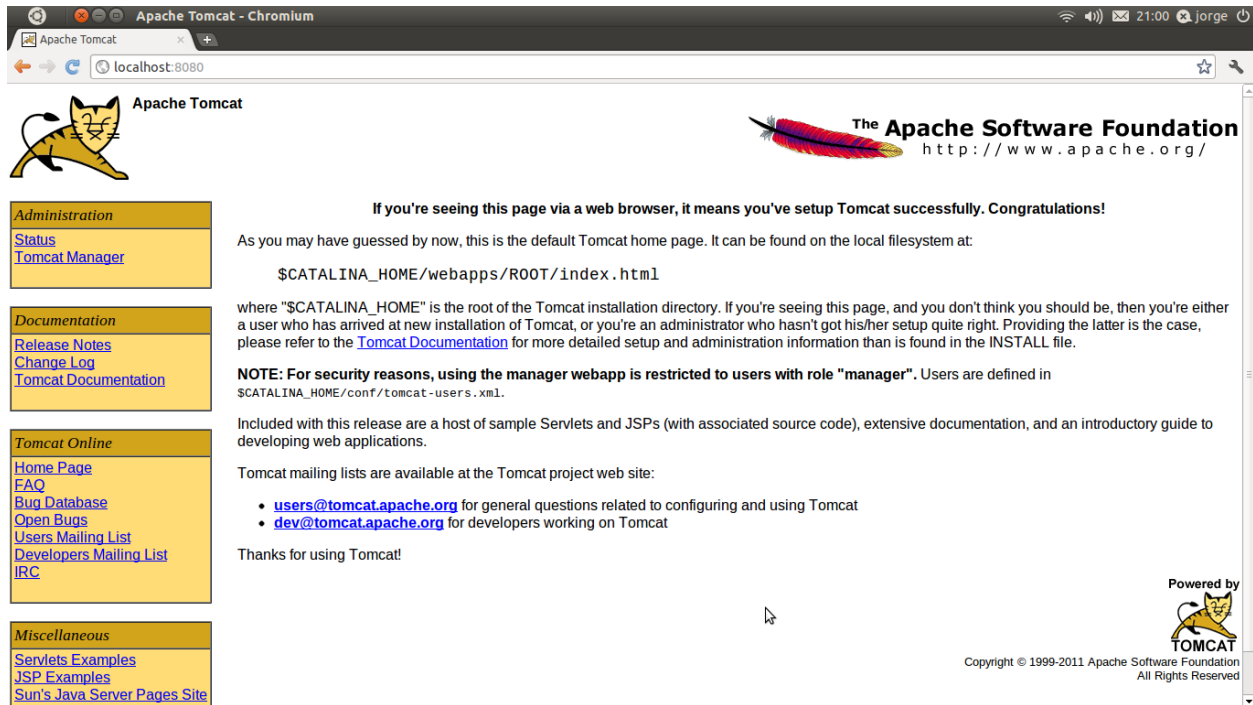 Apache Tomcat - Chromium
21:00 jorge
Apache Tomcat
localhost:8080
Apache Tomcat
The Apache Software Foundation
http://www.apache.org/
Administration
Status
Tomcat Manager
Documentation
Release Notes
Change Log
Tomcat Documentation
Tomcat Online
Home Page
FAQ
Bug Database
Open Bugs
Users Mailing List
Developers Mailing List
IRC
Miscellaneous
Servlets Examples
JSP Examples
Sun's Java Server Pages Site
If you're seeing this page via a web browser, it means you've setup Tomcat successfully. Congratulations!
As you may have guessed by now, this is the default Tomcat home page. It can be found on the local filesystem at:
$CATALINA_HOME/webapps/ROOT/index.html
where "$CATALINA_HOME" is the root of the Tomcat installation directory. If you're seeing this page, and you don't think you should be, then you're either
a user who has arrived at new installation of Tomcat, or you're an administrator who hasn't got his/her setup quite right. Providing the latter is the case,
please refer to the Tomcat Documentation for more detailed setup and administration information than is found in the INSTALL file.
NOTE: For security reasons, using the manager webapp is restricted to users with role "manager". Users are defined in
$CATALINA_HOME/conf/tomcat-users.xml.
Included with this release are a host of sample Servlets and JSPs (with associated source code), extensive documentation, and an introductory guide to
developing web applications.
Tomcat mailing lists are available at the Tomcat project web site:
• users@tomcat.apache.org for general questions related to configuring and using Tomcat
• dev@tomcat.apache.org for developers working on Tomcat
Thanks for using Tomcat!
Powered by
TOMCAT
Copyright © 1999-2011 Apache Software Foundation
All Rights Reserved